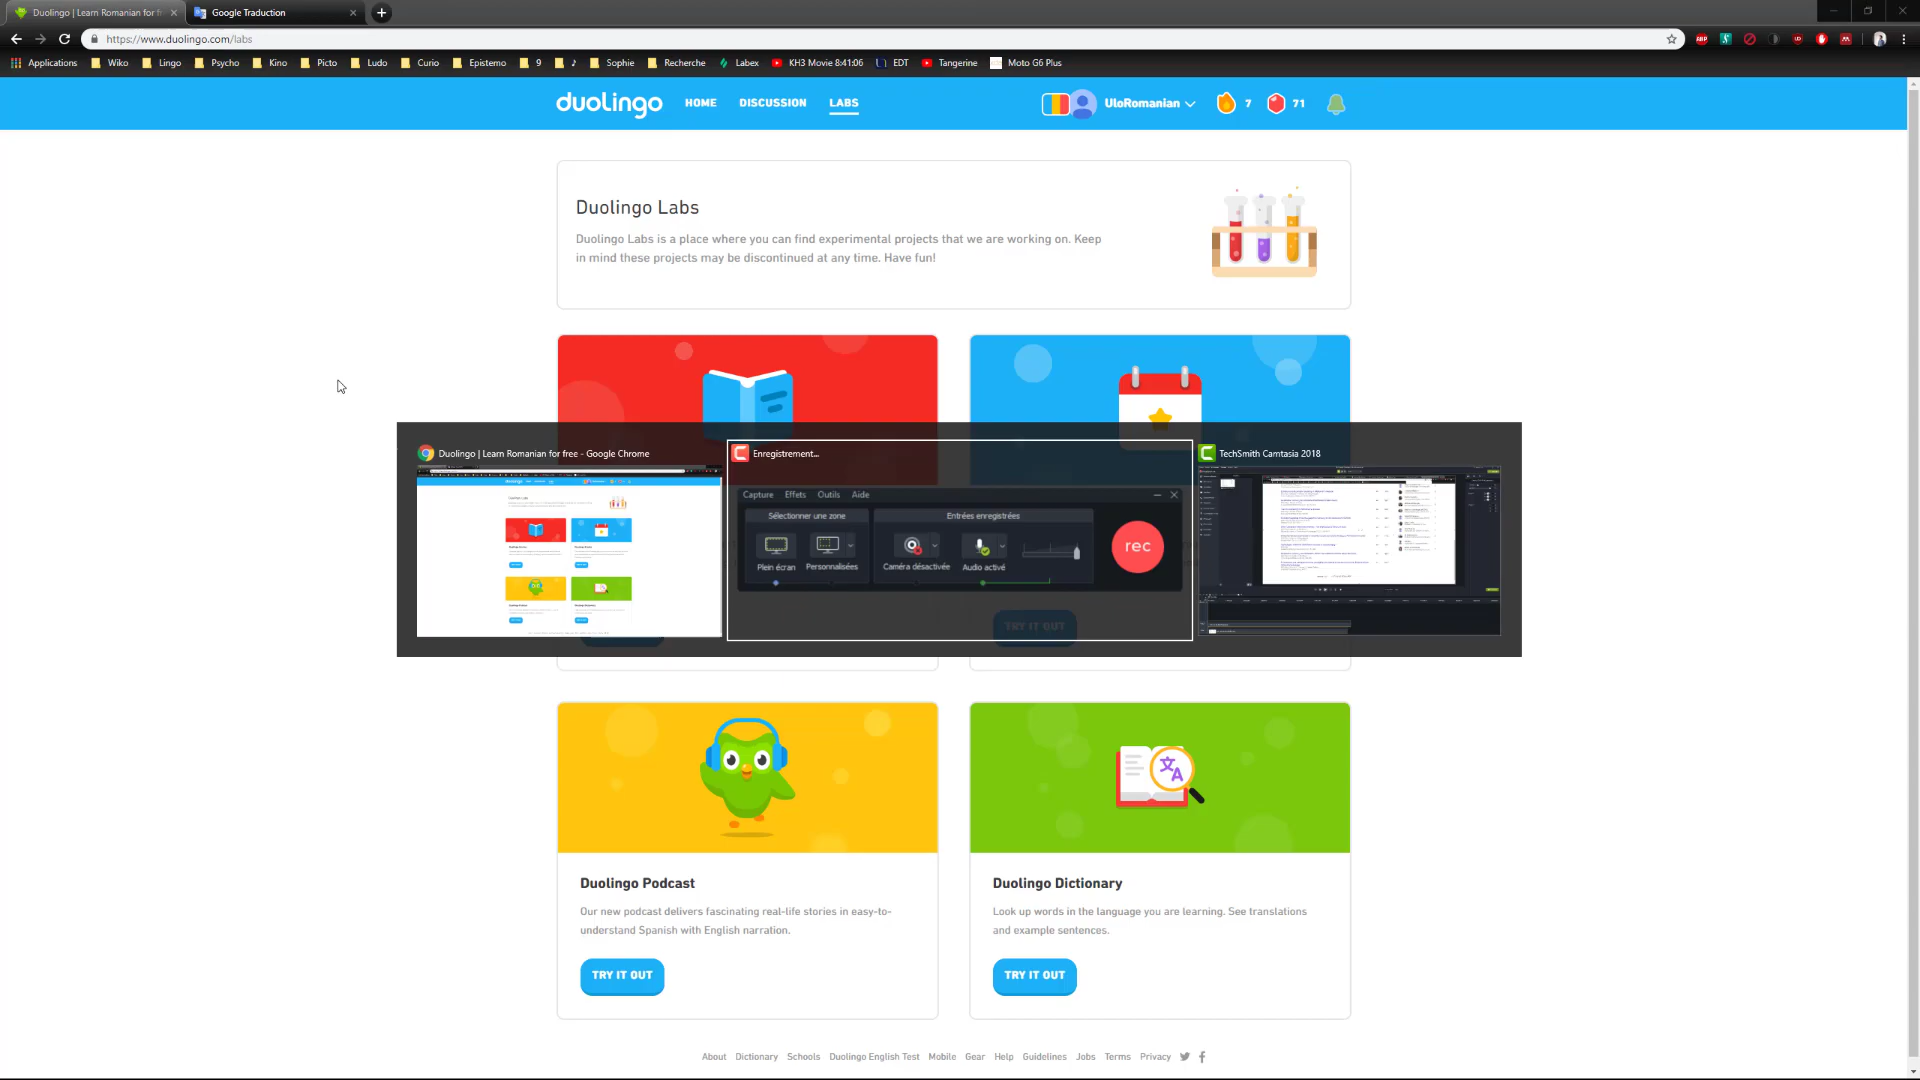 Duolingo | Learn Romanian for fr
Google Traduction
https://www.duolingo.com/labs
Applications Wiko Lingo Psycho Kino Picto Ludo Curio Epistemo 9 ♪ Sophie Recherche Labex KH3 Movie 8:41:06 EDT Tangerine Moto G6 Plus
duolingo HOME DISCUSSION LABS UloRomanian 7 71
Duolingo Labs
Duolingo Labs is a place where you can find experimental projects that we are working on. Keep
in mind these projects may be discontinued at any time. Have fun!
Duolingo | Learn Romanian for free - Google Chrome
Enregistrement...
TechSmith Camtasia 2018
Capture Effets Outils Aide
Sélectionner une zone
Entrées enregistrées
rec
Plein écran Personnalisées Caméra désactivée Audio activé
TRY IT OUT
Duolingo Podcast
Our new podcast delivers fascinating real-life stories in easy-to-
understand Spanish with English narration.
TRY IT OUT
Duolingo Dictionary
Look up words in the language you are learning. See translations
and example sentences.
TRY IT OUT
About Dictionary Schools Duolingo English Test Mobile Gear Help Guidelines Jobs Terms Privacy